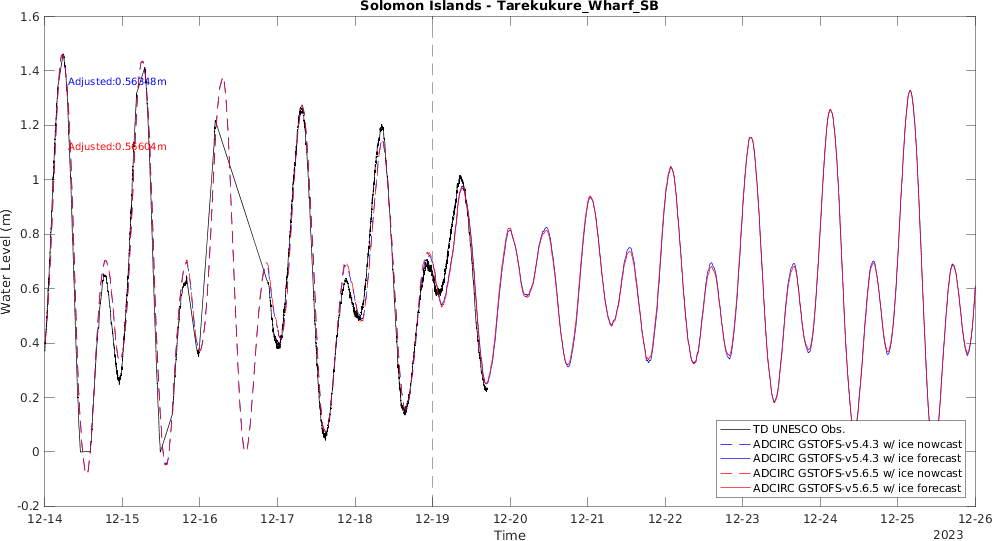 Solomon Islands - Tarekukure_Wharf_SB
Water Level (m)
1.6
1.4
1.2
1
0.8
0.6
0.4
0.2
0
-0.2
Adjusted:0.56348m
Adjusted:0.56604m
TD UNESCO Obs.
ADCIRC GSTOFS-v5.4.3 w/ ice nowcast
ADCIRC GSTOFS-v5.4.3 w/ ice forecast
ADCIRC GSTOFS-v5.6.5 w/ ice nowcast
ADCIRC GSTOFS-v5.6.5 w/ ice forecast
12-14 12-15 12-16 12-17 12-18 12-19 12-20 12-21 12-22 12-23 12-24 12-25 12-26
Time
2023